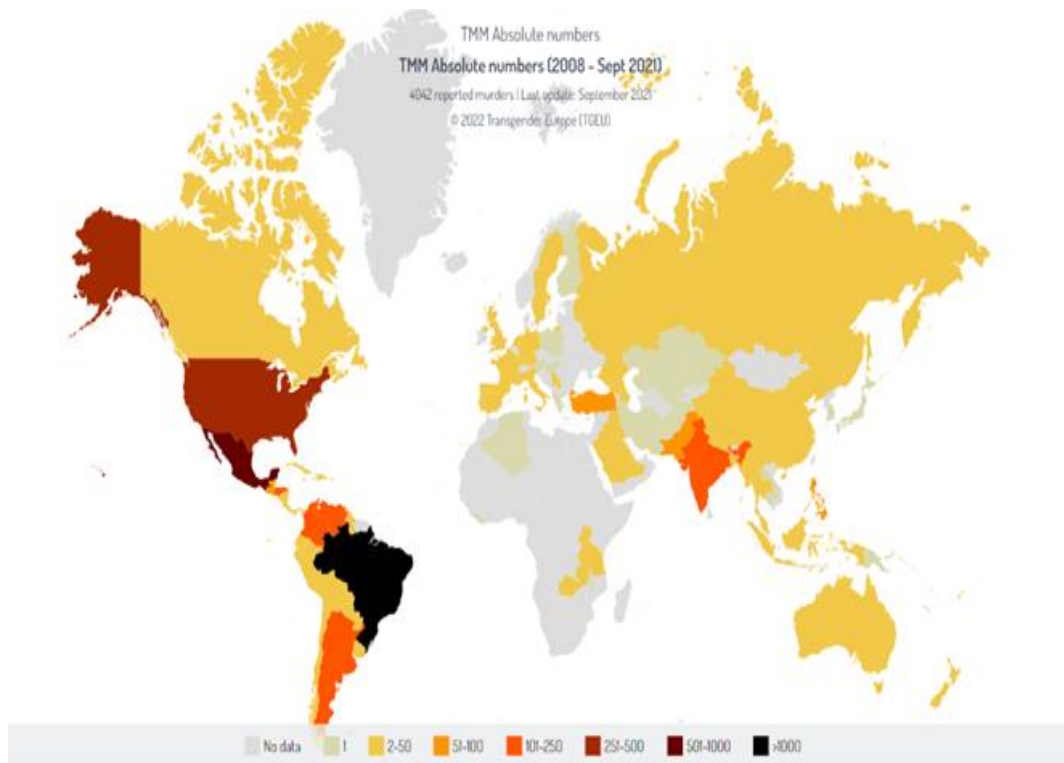 TMM Absolute numbers
TMM Absolute numbers (2008 - Sept 2021)
4042 reported murders | Last update: September 2021
© 2022 Transgender Europe (TGEU)
No data 1 2-50 51-100 101-250 251-500 501-1000 >1000